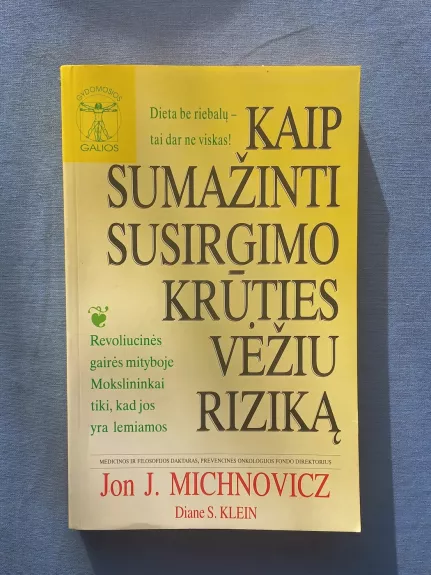 GYDOMOSIOS
GALIOS
Dieta be riebalų –
tai dar ne viskas!
KAIP
SUMAŽINTI
SUSIRGIMO
KRŪTIES
VĖŽIU
RIZIKĄ
Revoliucinės
gairės mityboje
Mokslininkai
tiki, kad jos
yra lemiamos
MEDICINOS IR FILOSOFIJOS DAKTARAS, PREVENCINĖS ONKOLOGIJOS FONDO DIREKTORIUS
Jon J. MICHNOVICZ
Diane S. KLEIN